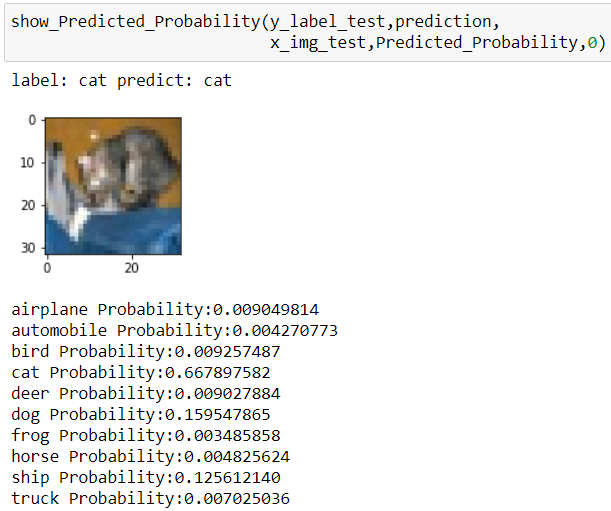 show_Predicted_Probability(y_label_test,prediction,
x_img_test,Predicted_Probability,0)
label: cat predict: cat
0
10
20
30
0 20
airplane Probability:0.009049814
automobile Probability:0.004270773
bird Probability:0.009257487
cat Probability:0.667897582
deer Probability:0.009027884
dog Probability:0.159547865
frog Probability:0.003485858
horse Probability:0.004825624
ship Probability:0.125612140
truck Probability:0.007025036